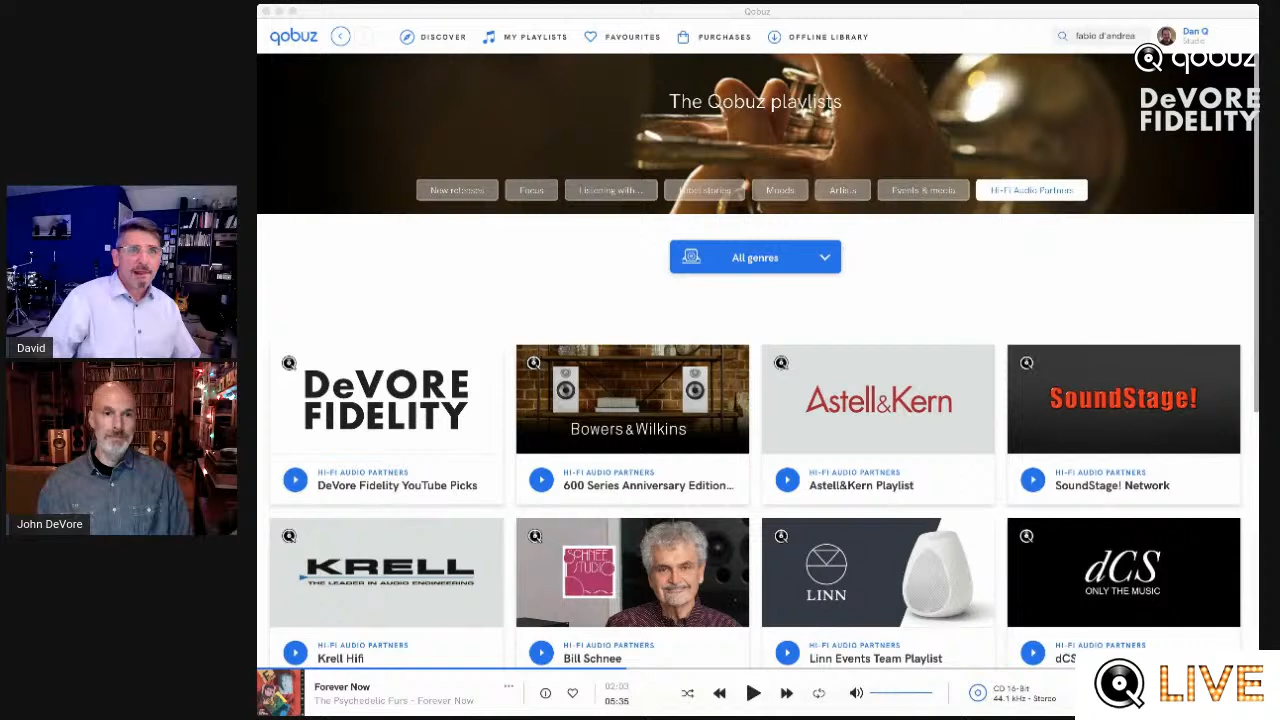 Qobuz
qobuz
DISCOVER
MY PLAYLISTS
FAVOURITES
PURCHASES
OFFLINE LIBRARY
fabio d'andrea
Dan Q
Studio
qobuz
DeVORE
FIDELITY
The Qobuz playlists
New releases
Focus
Listening with...
Label stories
Moods
Artists
Events & media
Hi-Fi Audio Partners
All genres
David
John DeVore
DeVORE
FIDELITY
HI-FI AUDIO PARTNERS
DeVore Fidelity YouTube Picks
Bowers & Wilkins
HI-FI AUDIO PARTNERS
600 Series Anniversary Edition...
Astell&Kern
HI-FI AUDIO PARTNERS
Astell&Kern Playlist
SoundStage!
HI-FI AUDIO PARTNERS
SoundStage! Network
KRELL
THE LEADER IN AUDIO ENGINEERING
HI-FI AUDIO PARTNERS
Krell Hifi
SCHNEE
STUDIO
HI-FI AUDIO PARTNERS
Bill Schnee
LINN
HI-FI AUDIO PARTNERS
Linn Events Team Playlist
dCS
ONLY THE MUSIC
HI-FI AUDIO PARTNERS
dCS
Forever Now
The Psychedelic Furs - Forever Now
02:03
05:35
CD 16-Bit
44.1 kHz - Stereo
LIVE